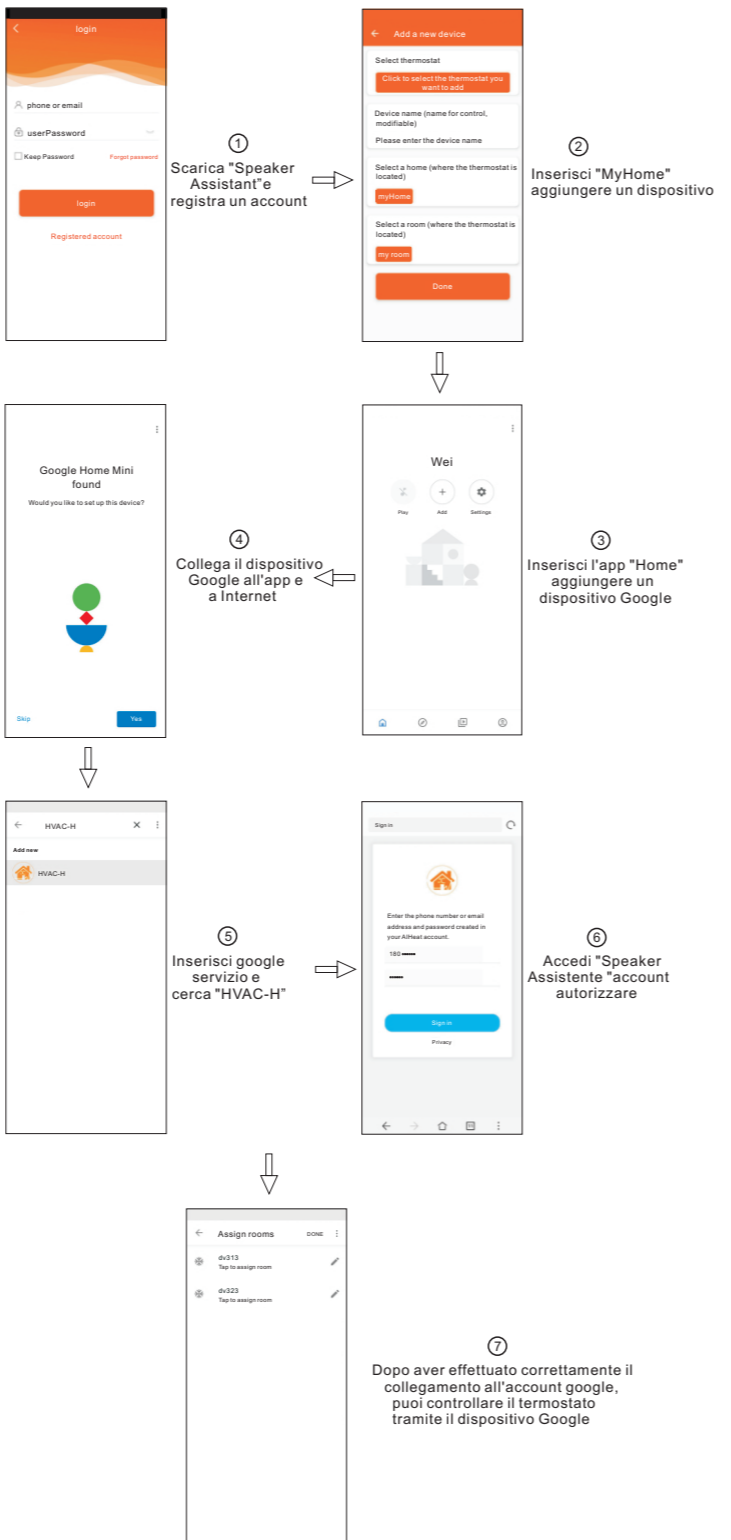 login
phone or email
userPassword
Keep Password
Forgot password
login
Registered account
①
Scarica "Speaker
Assistant"e
registra un account
Add a new device
Select thermostat
Click to select the thermostat you
want to add
Device name (name for control,
modifiable)
Please enter the device name
Select a home (where the thermostat is
located)
myHome
Select a room (where the thermostat is
located)
my room
Done
②
Inserisci "MyHome"
aggiungere un dispositivo
Google Home Mini
found
Would you like to set up this device?
Skip
Yes
④
Collega il dispositivo
Google all'app e
a Internet
Wei
Play
Add
Settings
③
Inserisci l'app "Home"
aggiungere un
dispositivo Google
HVAC-H
Add new
HVAC-H
⑤
Inserisci google
servizio e
cerca "HVAC-H"
Sign in
Enter the phone number or email
address and password created in
your AIHeat account.
180••••••
••••••
Sign in
Privacy
⑥
Accedi "Speaker
Assistente "account
autorizzare
Assign rooms
DONE
dv313
Tap to assign room
dv323
Tap to assign room
⑦
Dopo aver effettuato correttamente il
collegamento all'account google,
puoi controllare il termostato
tramite il dispositivo Google